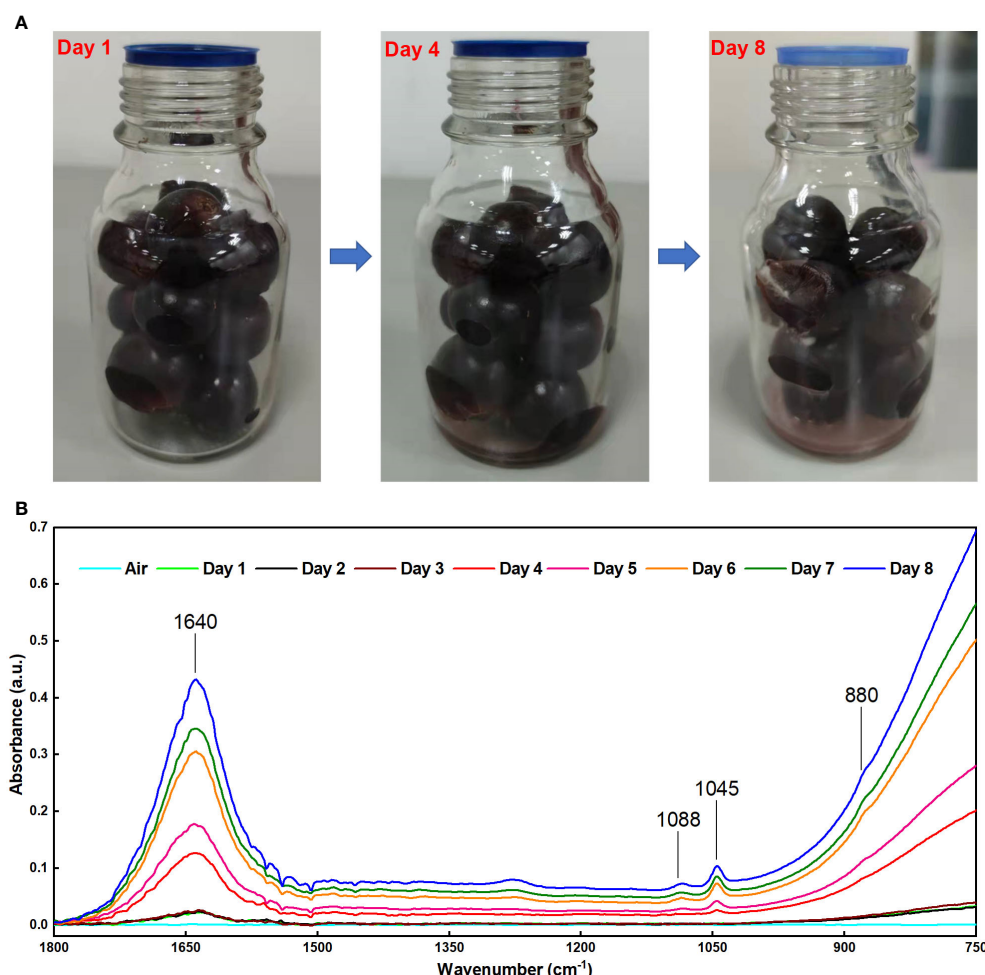 A
Day 1
Day 4
Day 8
B
0.7
0.6
0.5
0.4
0.3
0.2
0.1
0.0
Absorbance (a.u.)
Air Day 1 Day 2 Day 3 Day 4 Day 5 Day 6 Day 7 Day 8
1640
880
1045
1088
1800 1650 1500 1350 1200 1050 900 750
Wavenumber (cm⁻¹)